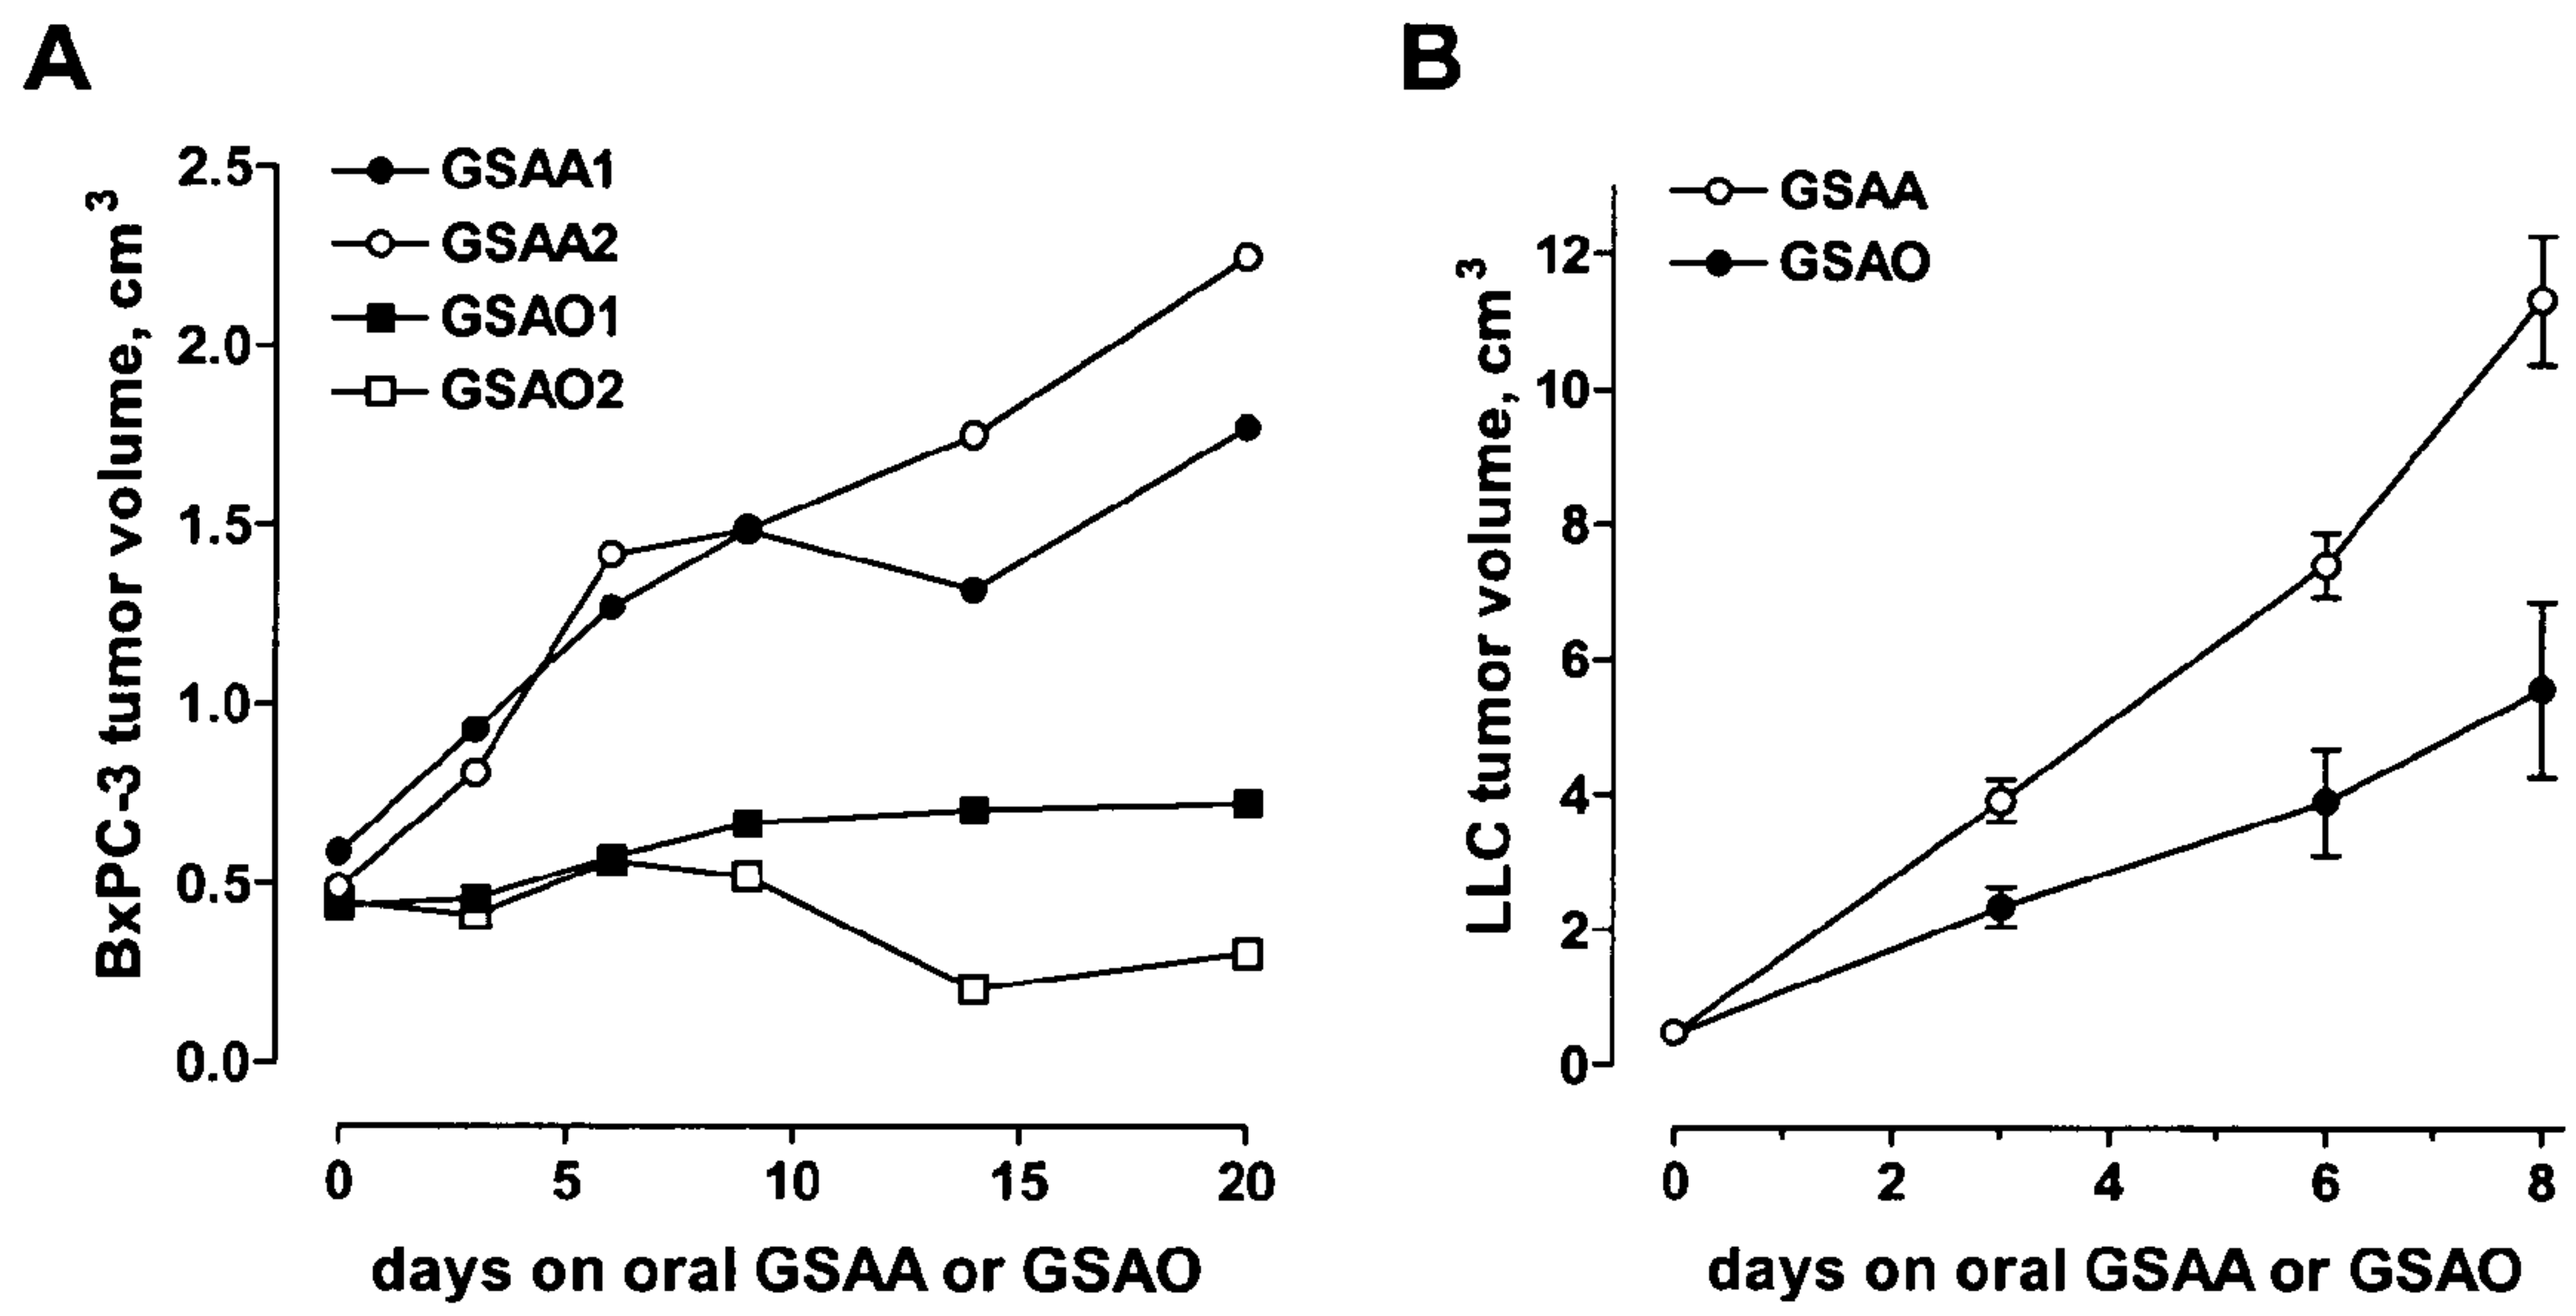 A
BxPC-3 tumor volume, cm³
2.5
2.0
1.5
1.0
0.5
0.0
GSAA1
GSAA2
GSAO1
GSAO2
0 5 10 15 20
days on oral GSAA or GSAO
B
LLC tumor volume, cm³
12
10
8
6
4
2
0
GSAA
GSAO
0 2 4 6 8
days on oral GSAA or GSAO